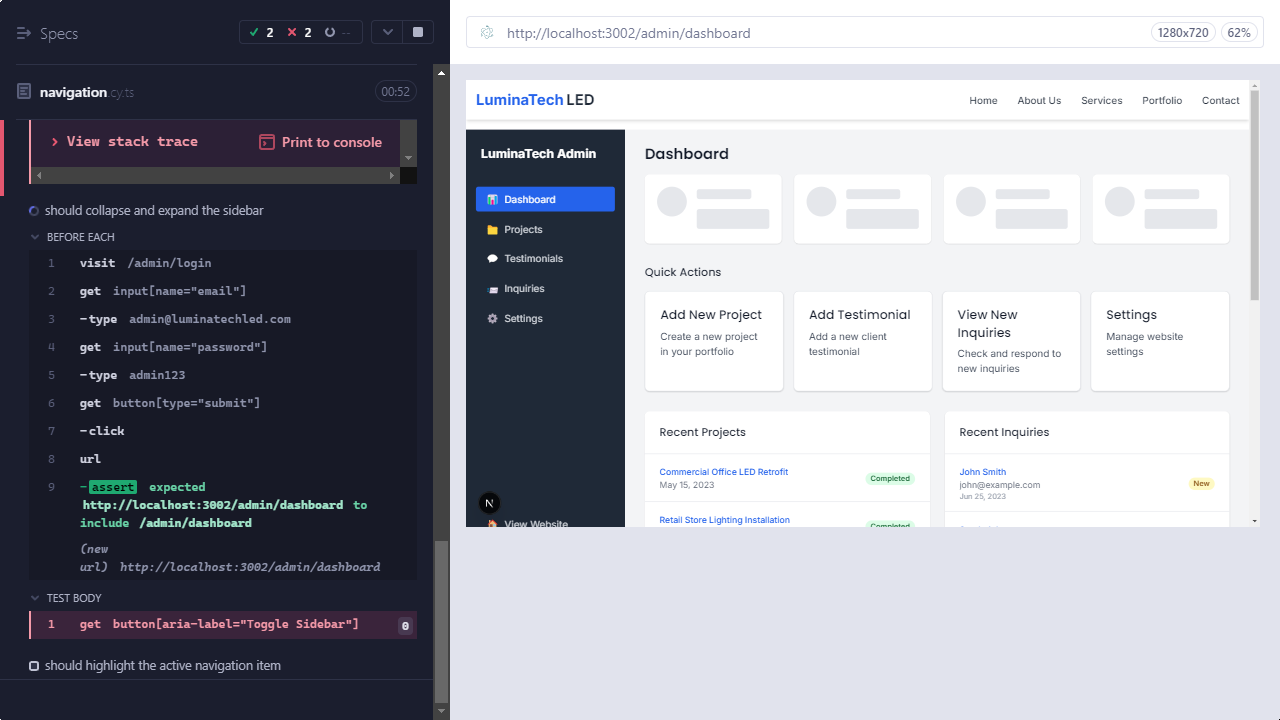 Specs
2
2
--
navigation.cy.ts
00:52
View stack trace
Print to console
should collapse and expand the sidebar
BEFORE EACH
1 visit /admin/login
2 get input[name="email"]
3 -type admin@luminatechled.com
4 get input[name="password"]
5 -type admin123
6 get button[type="submit"]
7 -click
8 url
9 -assert expected
http://localhost:3002/admin/dashboard to
include /admin/dashboard
(new
url) http://localhost:3002/admin/dashboard
TEST BODY
1 get button[aria-label="Toggle Sidebar"] 0
should highlight the active navigation item
http://localhost:3002/admin/dashboard
1280x720
62%
LuminaTech LED
Home
About Us
Services
Portfolio
Contact
LuminaTech Admin
Dashboard
Projects
Testimonials
Inquiries
Settings
N
View Website
Dashboard
Quick Actions
Add New Project
Create a new project
in your portfolio
Add Testimonial
Add a new client
testimonial
View New
Inquiries
Check and respond to
new inquiries
Settings
Manage website
settings
Recent Projects
Commercial Office LED Retrofit
May 15, 2023
Completed
Retail Store Lighting Installation
Completed
Recent Inquiries
John Smith
john@example.com
Jun 25, 2023
New